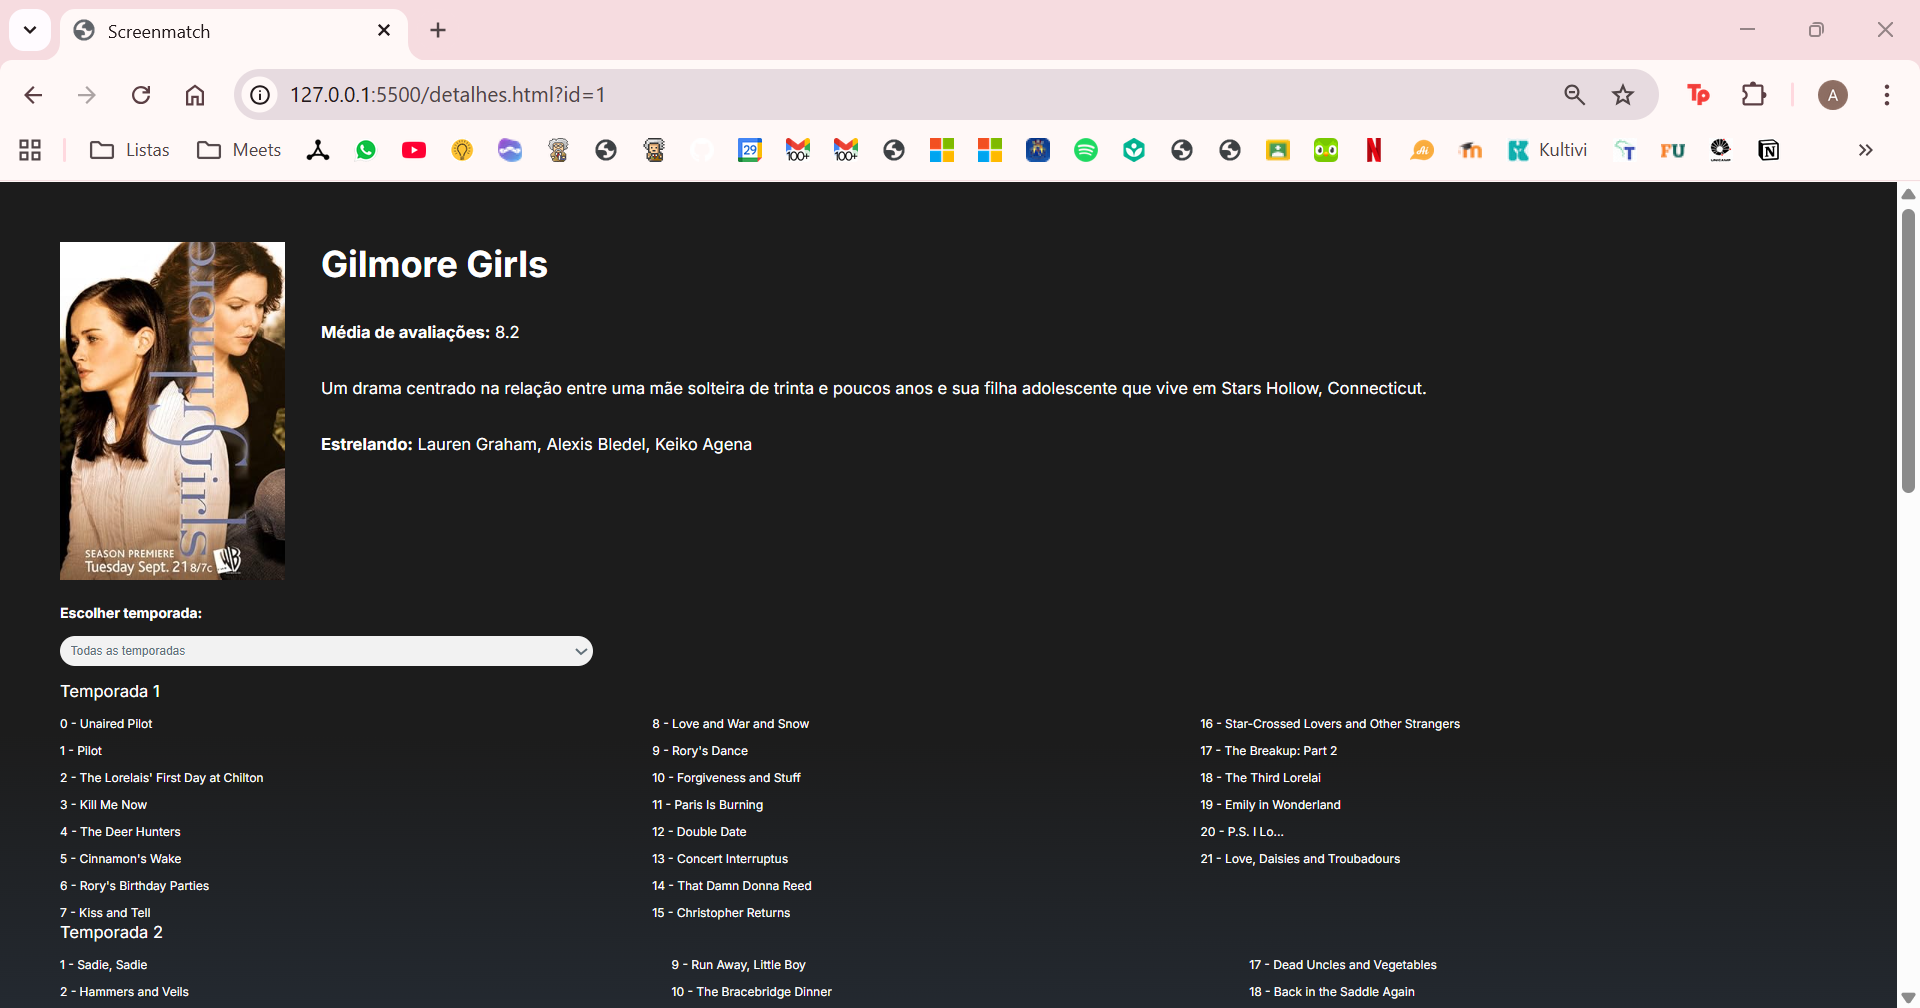 Screenmatch
127.0.0.1:5500/detalhes.html?id=1
Tp
A
Listas
Meets
29
100+
100+
Kultivi
FU
Gilmore Girls
Gilmore Girls
SEASON PREMIERE
Tuesday Sept. 21 8/7c
WB
Média de avaliações: 8.2
Um drama centrado na relação entre uma mãe solteira de trinta e poucos anos e sua filha adolescente que vive em Stars Hollow, Connecticut.
Estrelando: Lauren Graham, Alexis Bledel, Keiko Agena
Escolher temporada:
Todas as temporadas
Temporada 1
0 - Unaired Pilot
1 - Pilot
2 - The Lorelais' First Day at Chilton
3 - Kill Me Now
4 - The Deer Hunters
5 - Cinnamon's Wake
6 - Rory's Birthday Parties
7 - Kiss and Tell
8 - Love and War and Snow
9 - Rory's Dance
10 - Forgiveness and Stuff
11 - Paris Is Burning
12 - Double Date
13 - Concert Interruptus
14 - That Damn Donna Reed
15 - Christopher Returns
16 - Star-Crossed Lovers and Other Strangers
17 - The Breakup: Part 2
18 - The Third Lorelai
19 - Emily in Wonderland
20 - P.S. I Lo...
21 - Love, Daisies and Troubadours
Temporada 2
1 - Sadie, Sadie
2 - Hammers and Veils
9 - Run Away, Little Boy
10 - The Bracebridge Dinner
17 - Dead Uncles and Vegetables
18 - Back in the Saddle Again